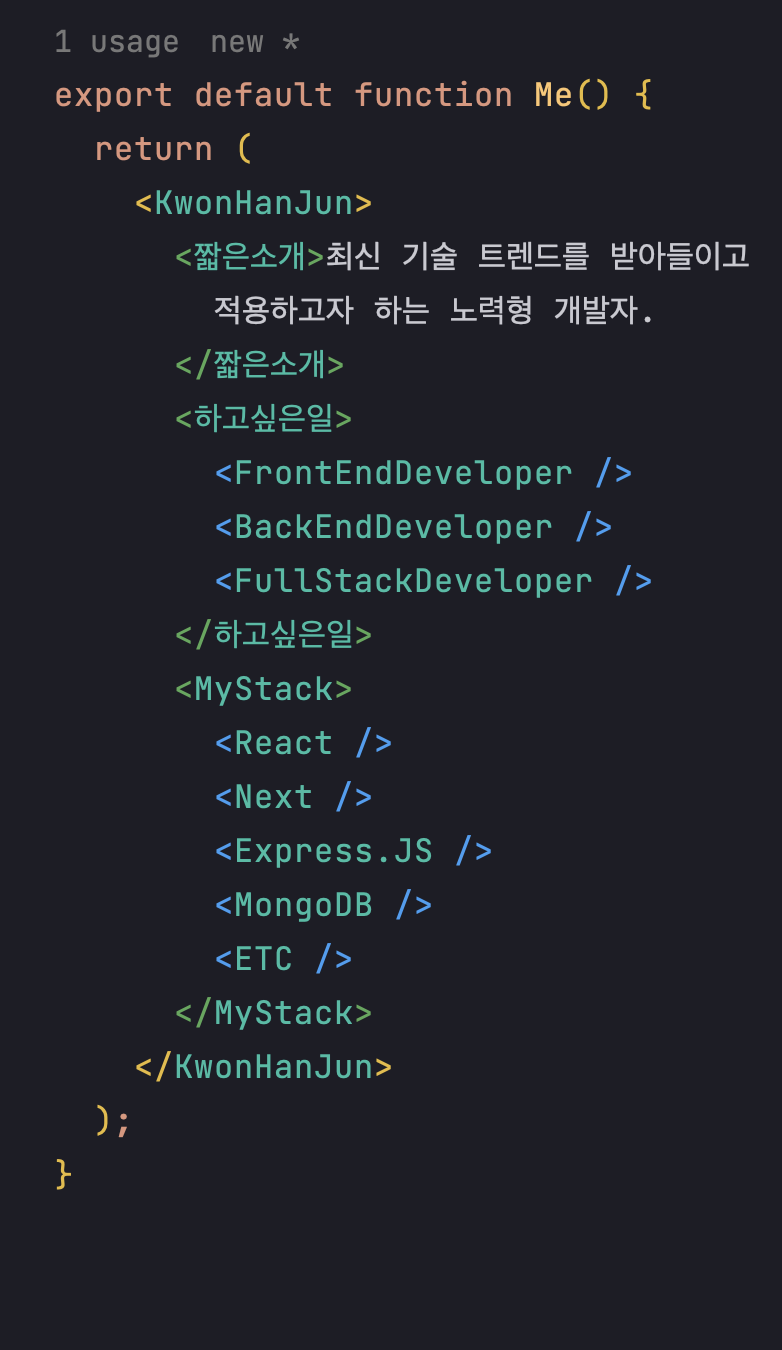 1 usage  new *
export default function Me() {
  return (
    <KwonHanJun>
      <짧은소개>최신 기술 트렌드를 받아들이고
        적용하고자 하는 노력형 개발자.
      </짧은소개>
      <하고싶은일>
        <FrontEndDeveloper />
        <BackEndDeveloper />
        <FullStackDeveloper />
      </하고싶은일>
      <MyStack>
        <React />
        <Next />
        <Express.JS />
        <MongoDB />
        <ETC />
      </MyStack>
    </KwonHanJun>
  );
}